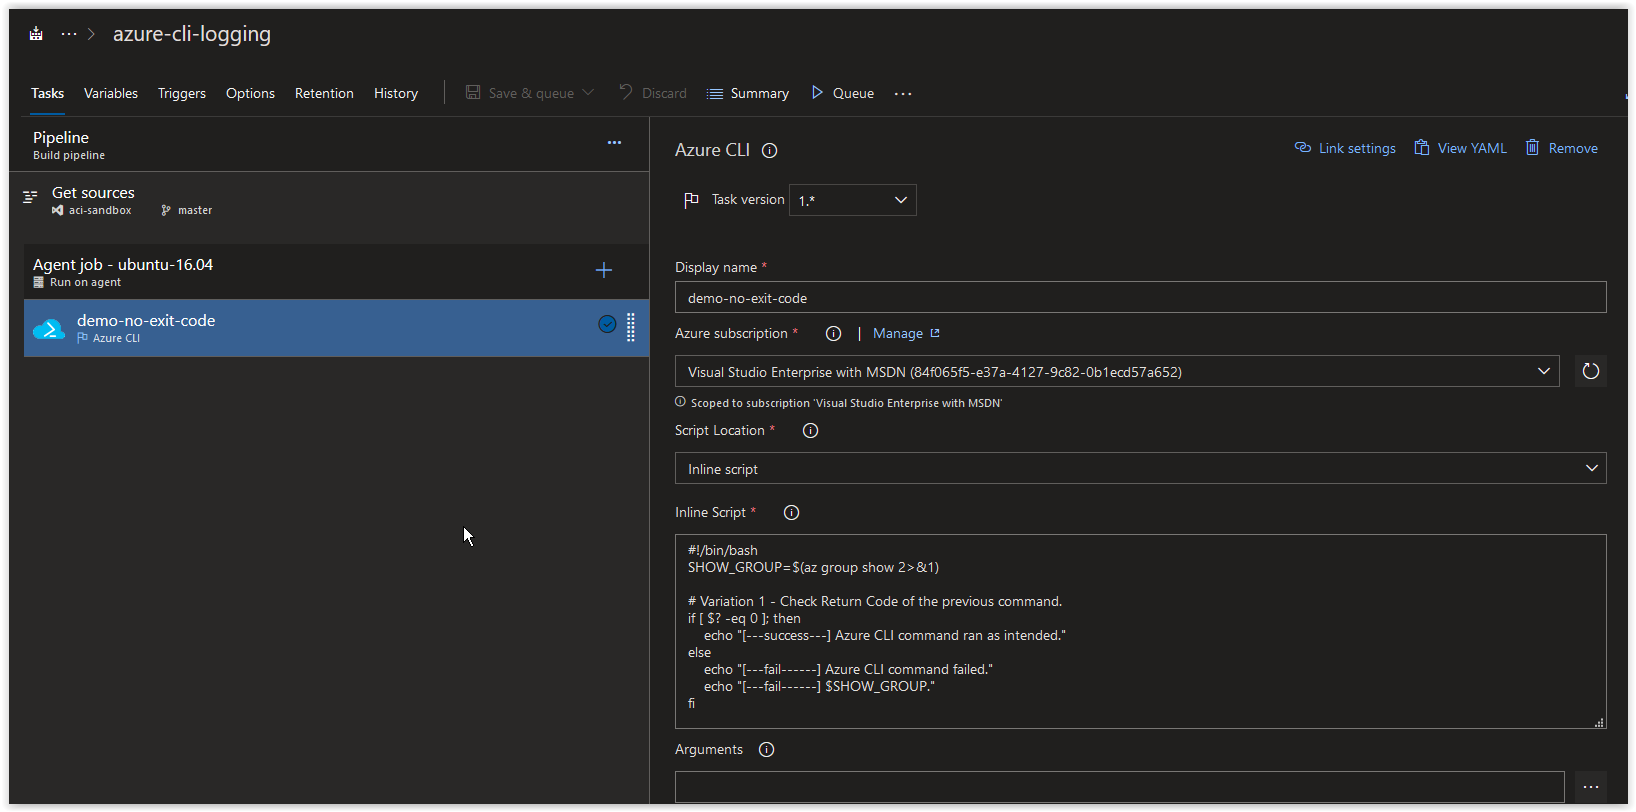 azure-cli-logging
Tasks Variables Triggers Options Retention History Save & queue Discard Summary Queue ...
Pipeline
Build pipeline
Get sources
aci-sandbox master
Agent job - ubuntu-16.04
Run on agent
demo-no-exit-code
Azure CLI
Azure CLI
Link settings View YAML Remove
Task version 1.*
Display name *
demo-no-exit-code
Azure subscription * | Manage
Visual Studio Enterprise with MSDN (84f065f5-e37a-4127-9c82-0b1ecd57a652)
Scoped to subscription 'Visual Studio Enterprise with MSDN'
Script Location *
Inline script
Inline Script *
#!/bin/bash
SHOW_GROUP=$(az group show 2>&1)
# Variation 1 - Check Return Code of the previous command.
if [ $? -eq 0 ]; then
echo "[---success---] Azure CLI command ran as intended."
else
echo "[---fail------] Azure CLI command failed."
echo "[---fail------] $SHOW_GROUP."
fi
Arguments